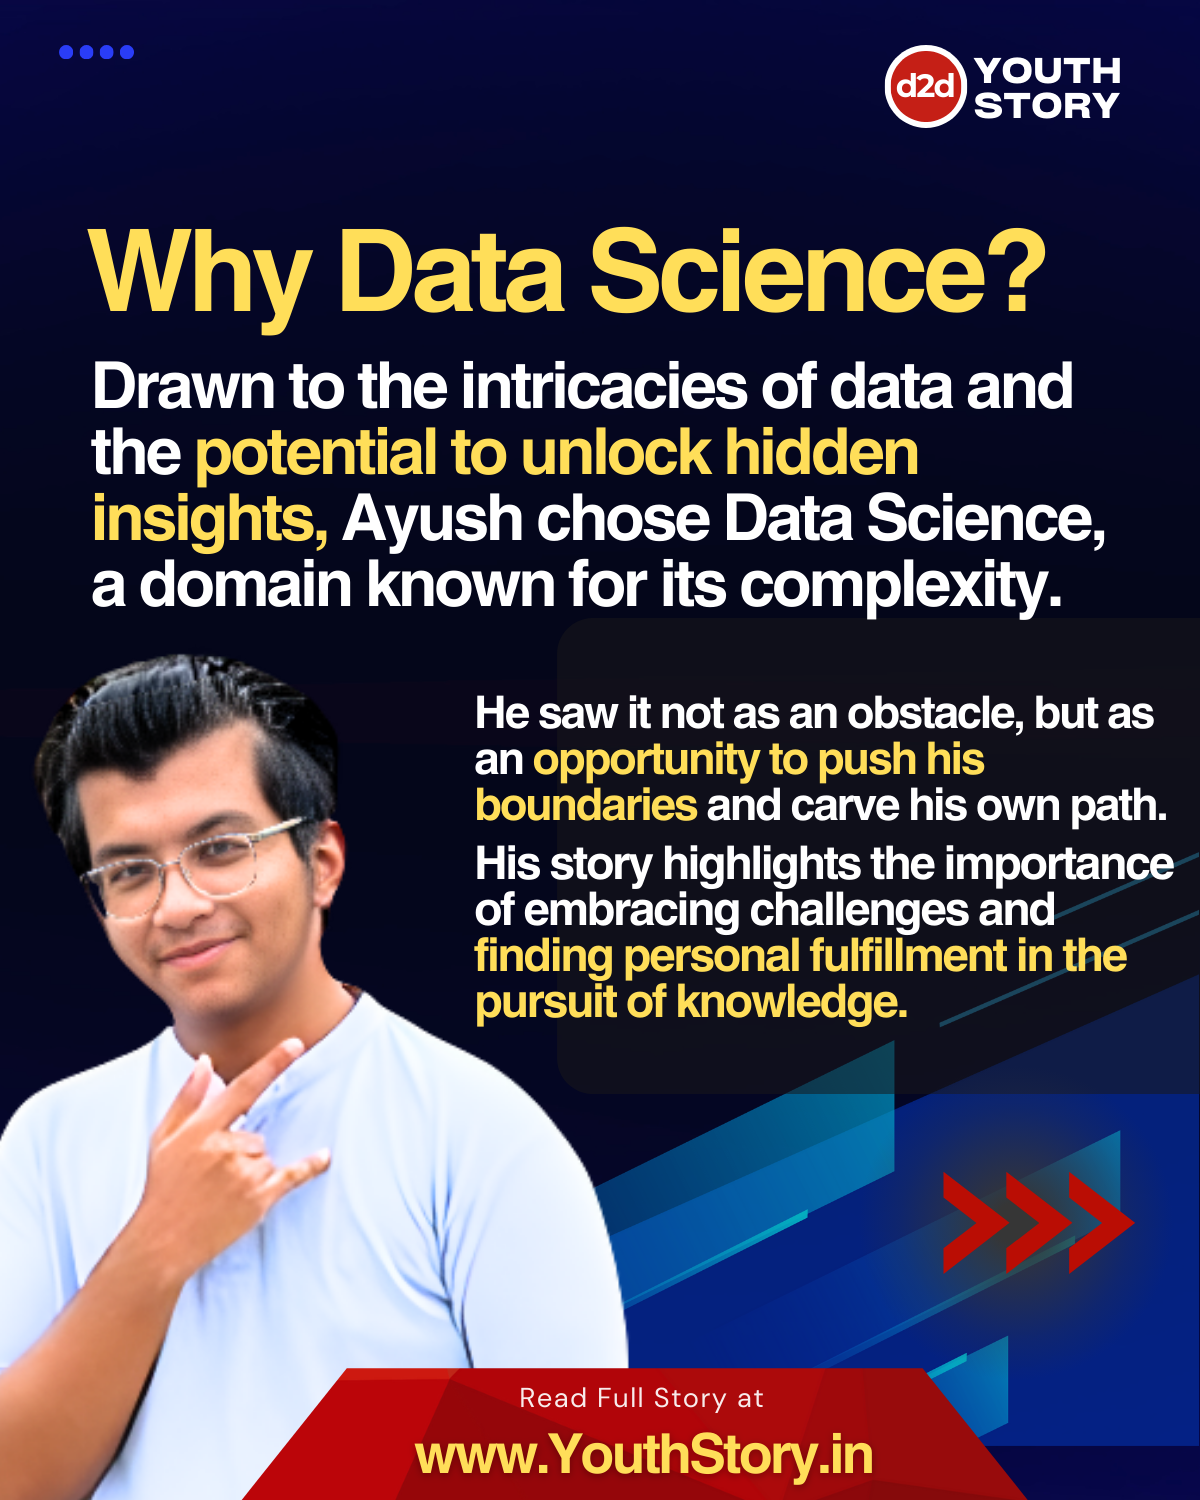 d2d
YOUTH
STORY
Why Data Science?
Drawn to the intricacies of data and
the potential to unlock hidden
insights, Ayush chose Data Science,
a domain known for its complexity.
He saw it not as an obstacle, but as
an opportunity to push his
boundaries and carve his own path.
His story highlights the importance
of embracing challenges and
finding personal fulfillment in the
pursuit of knowledge.
Read Full Story at
www.YouthStory.in